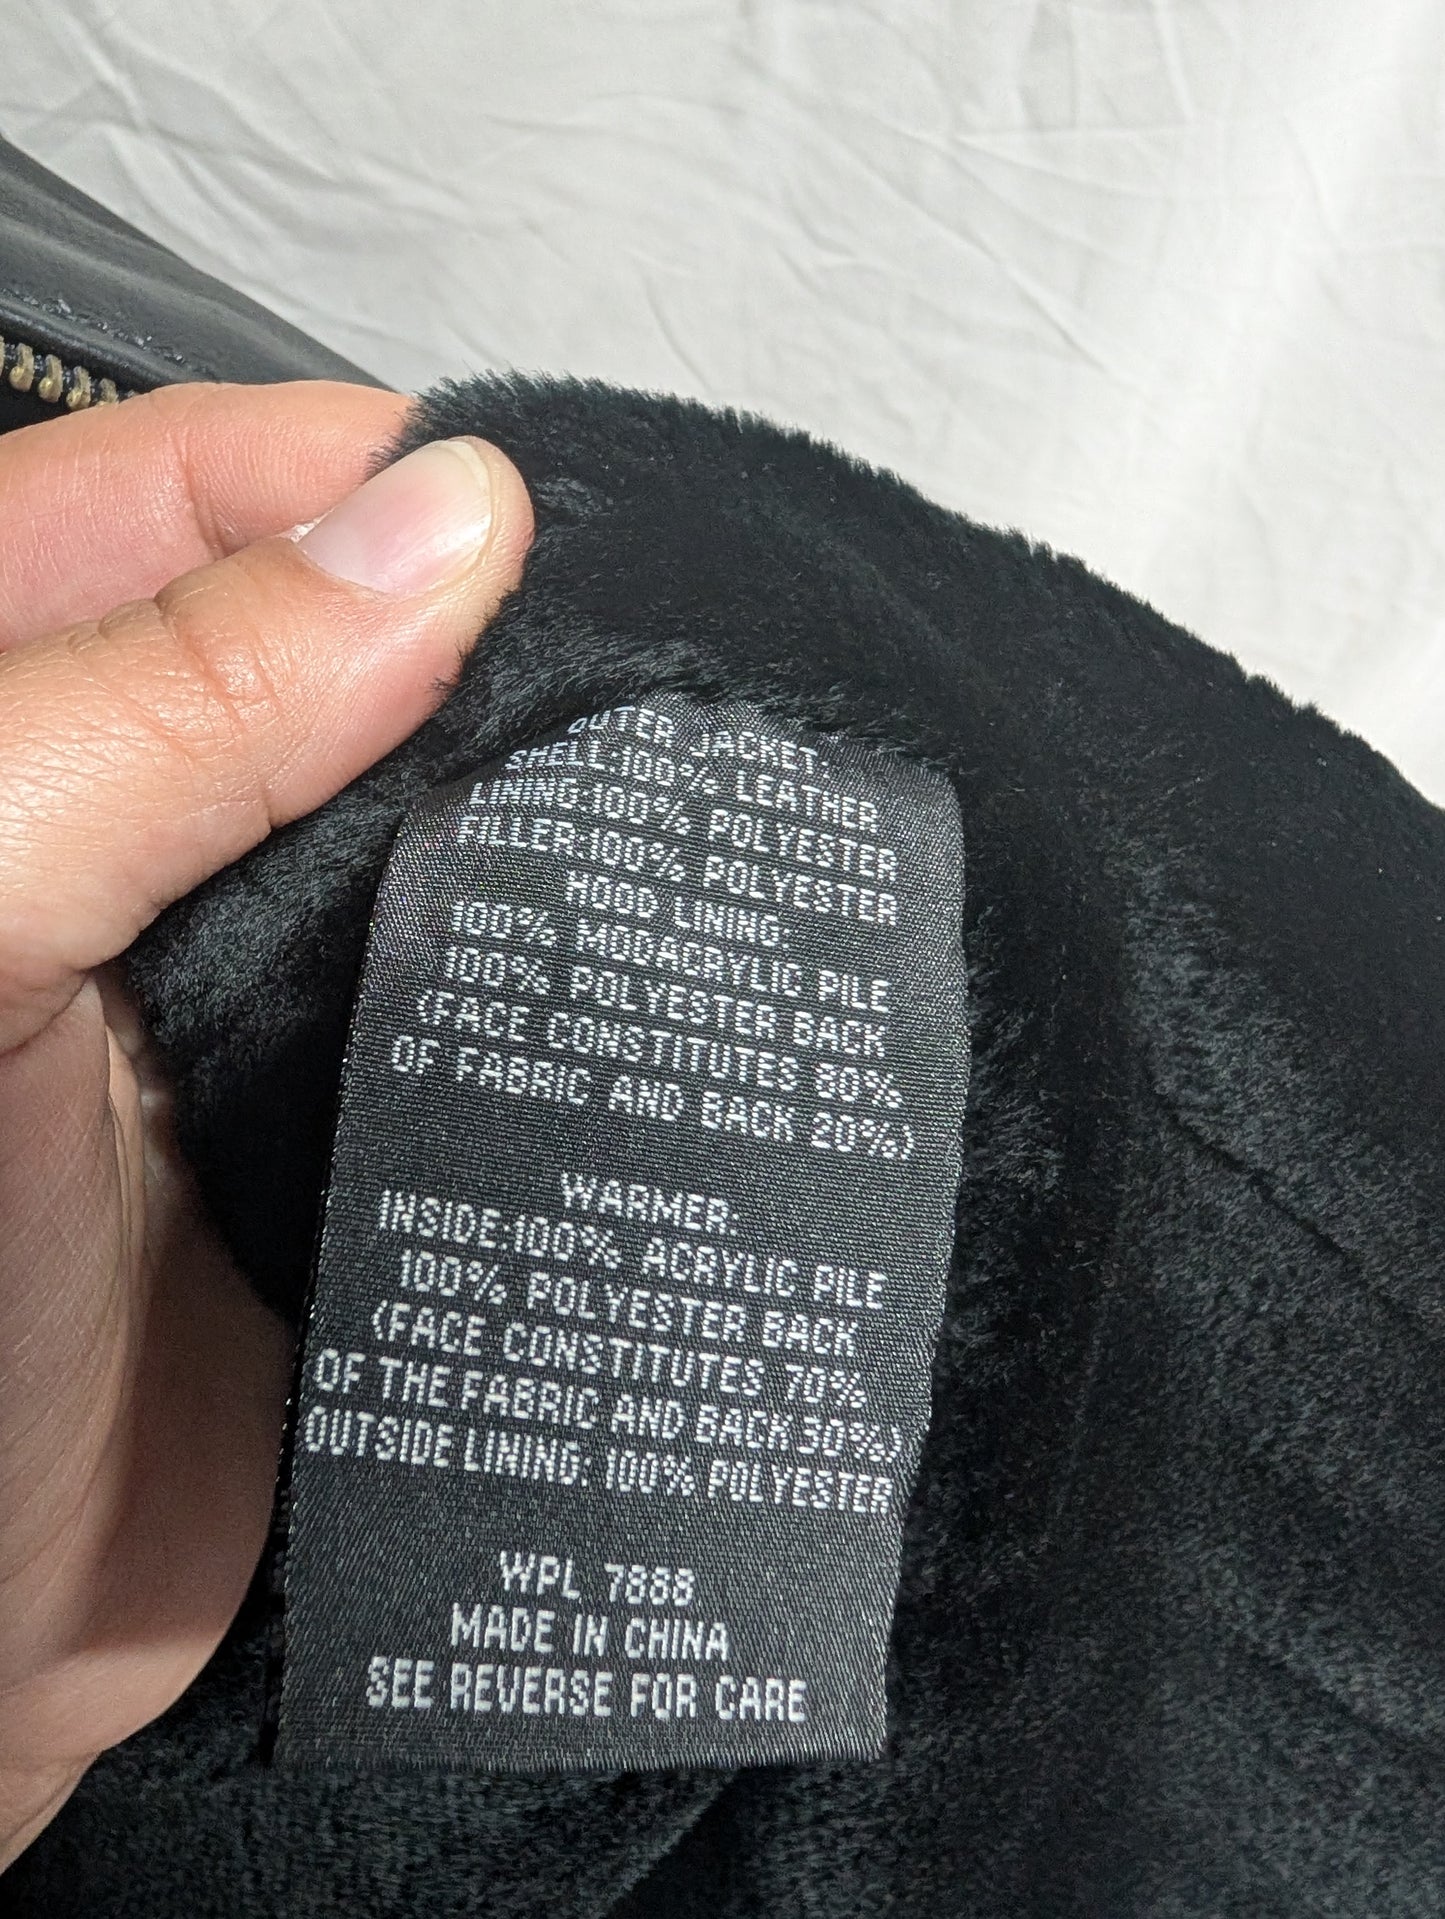 OUTER JACKET:
SHELL:100% LEATHER
LINING:100% POLYESTER
FILLER:100% POLYESTER
HOOD LINING:
100% MODACRYLIC PILE
100% POLYESTER BACK
(FACE CONSTITUTES 80%
OF FABRIC AND BACK 20%)
WARMER:
INSIDE:100% ACRYLIC PILE
100% POLYESTER BACK
(FACE CONSTITUTES 70%
OF THE FABRIC AND BACK 30%)
OUTSIDE LINING: 100% POLYESTER
WPL 7888
MADE IN CHINA
SEE REVERSE FOR CARE